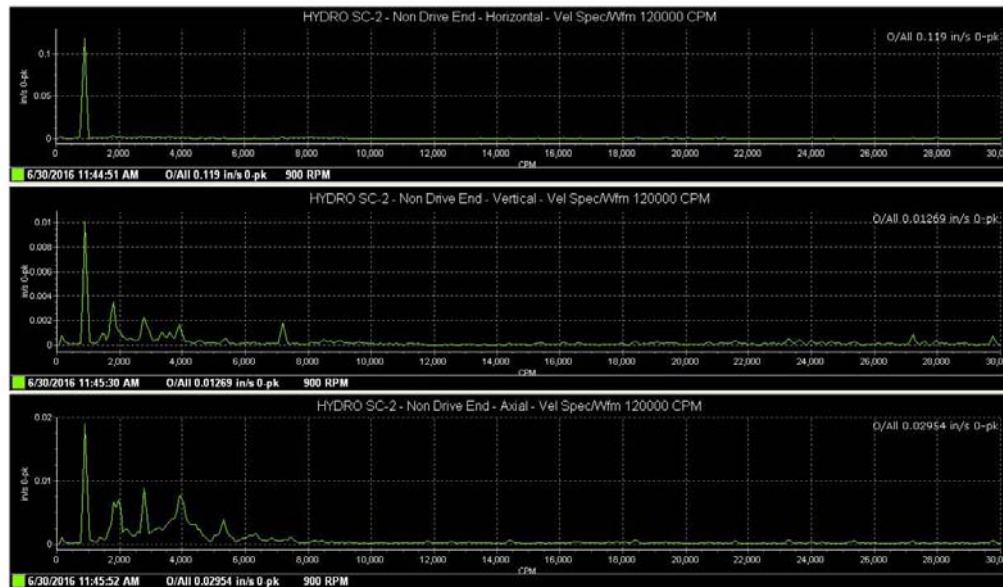 HYDRO SC-2 - Non Drive End - Horizontal - Vel Spec/Wfm 120000 CPM
O/All 0.119 in/s 0-pk
in/s 0-pk
0.1
0.05
0
0 2,000 4,000 6,000 8,000 10,000 12,000 14,000 16,000 18,000 20,000 22,000 24,000 26,000 28,000 30,0
CPM
6/30/2016 11:44:51 AM O/All 0.119 in/s 0-pk 900 RPM
HYDRO SC-2 - Non Drive End - Vertical - Vel Spec/Wfm 120000 CPM
O/All 0.01269 in/s 0-pk
in/s 0-pk
0.01
0.008
0.006
0.004
0.002
0
0 2,000 4,000 6,000 8,000 10,000 12,000 14,000 16,000 18,000 20,000 22,000 24,000 26,000 28,000 30,0
CPM
6/30/2016 11:45:30 AM O/All 0.01269 in/s 0-pk 900 RPM
HYDRO SC-2 - Non Drive End - Axial - Vel Spec/Wfm 120000 CPM
O/All 0.02954 in/s 0-pk
in/s 0-pk
0.02
0.01
0
0 2,000 4,000 6,000 8,000 10,000 12,000 14,000 16,000 18,000 20,000 22,000 24,000 26,000 28,000 30,0
CPM
6/30/2016 11:45:52 AM O/All 0.02954 in/s 0-pk 900 RPM